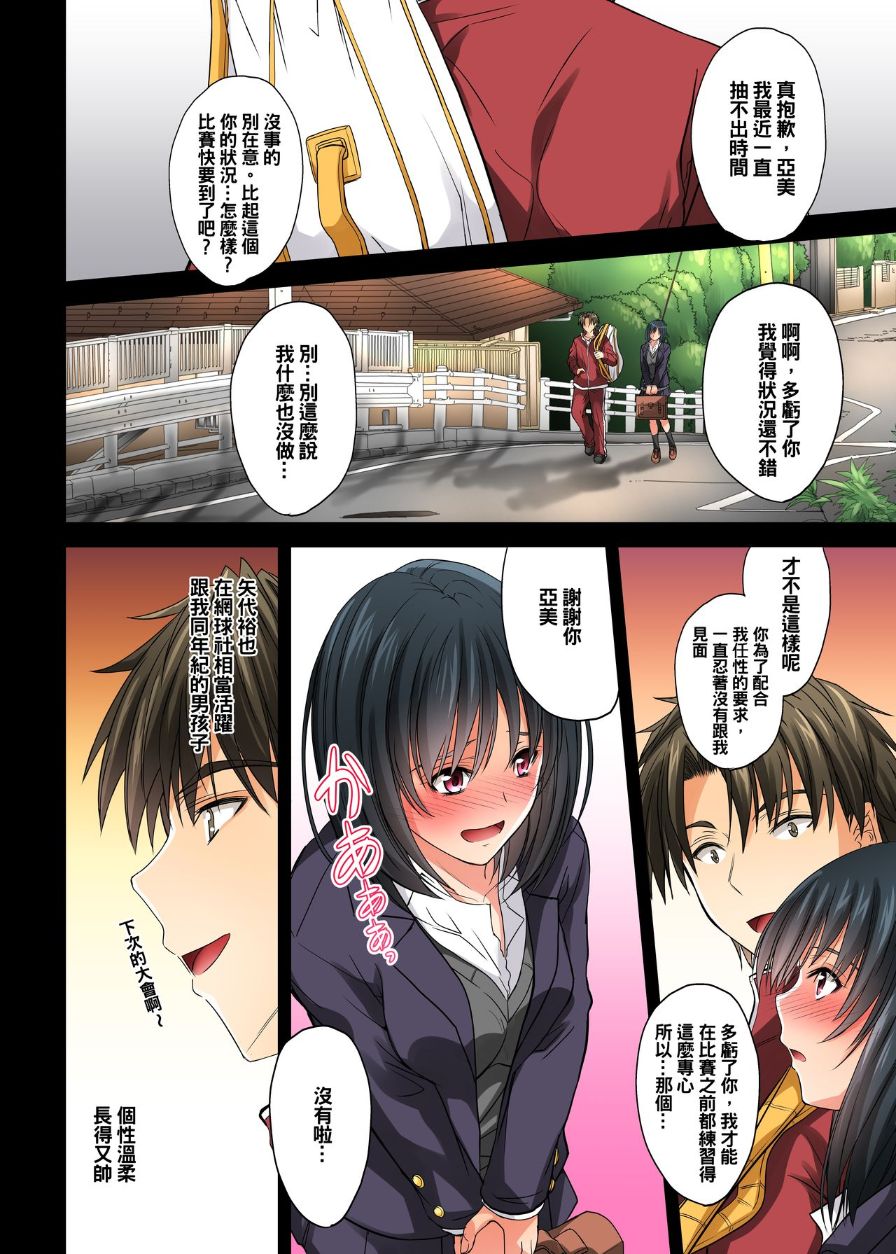 真抱歉，亞美
我最近一直
抽不出時間
沒事的
別在意。比起這個
你的狀況…怎麼樣？
比賽快要到了吧？
啊啊，多虧了你
我覺得狀況還不錯
別…別這麼說
我什麼也沒做…
才不是這樣呢
你為了配合
我任性的要求，
一直忍著沒有跟我
見面
多虧了你，我才能
在比賽之前都練習得
這麼專心
所以…那個…
謝謝你
亞美
かあぁぁぁっ
沒有啦…
矢代裕也
在網球社相當活躍
跟我同年紀的男孩子
下次的大會啊～
個性溫柔
長得又帥